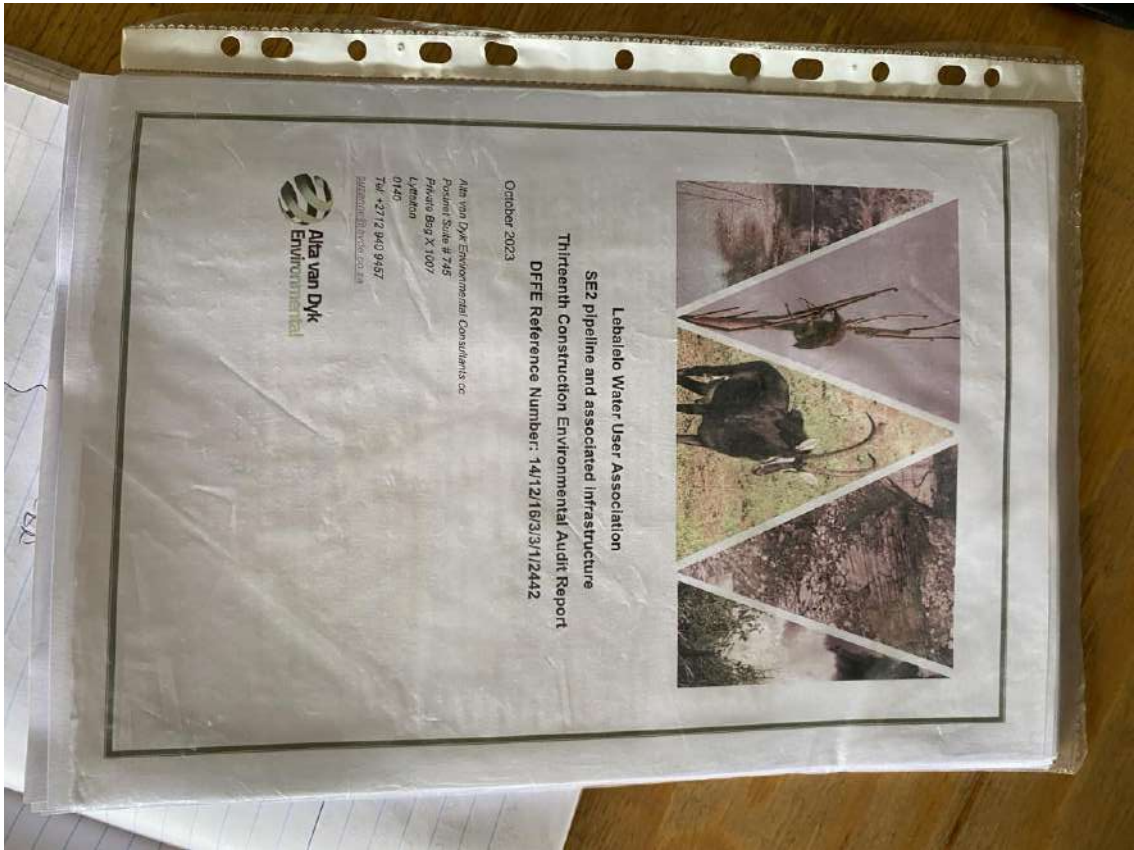 Lebalelo Water User Association
SE2 pipeline and associated infrastructure
Thirteenth Construction Environmental Audit Report
DFFE Reference Number: 14/12/16/3/3/1/2442
October 2023
Alta van Dyk Environmental Consultants cc
Postnet Suite # 745
Private Bag X 1007
Lyttelton
0140
Tel: +2712 940 9457
Alta van Dyk
Environmental